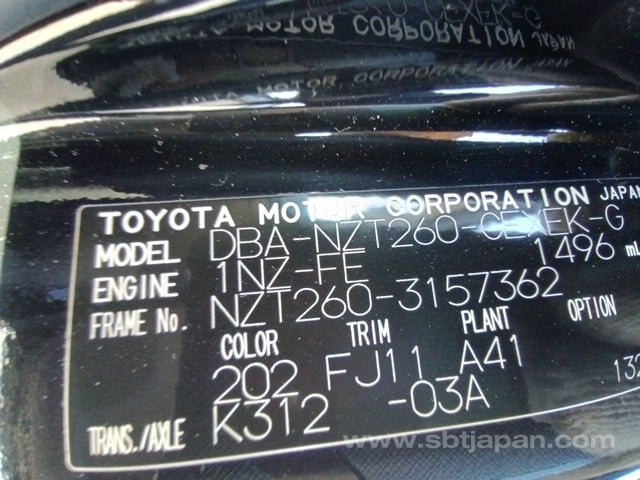 TOYOTA MOTOR CORPORATION JAPAN
MODEL DBA-NZT260-CEXEK-G
ENGINE 1NZ-FE 1496 mL
FRAME No. NZT260-3157362
COLOR TRIM PLANT OPTION
202 FJ11 A41
132
TRANS./AXLE K312 -03A
www.sbtjapan.com